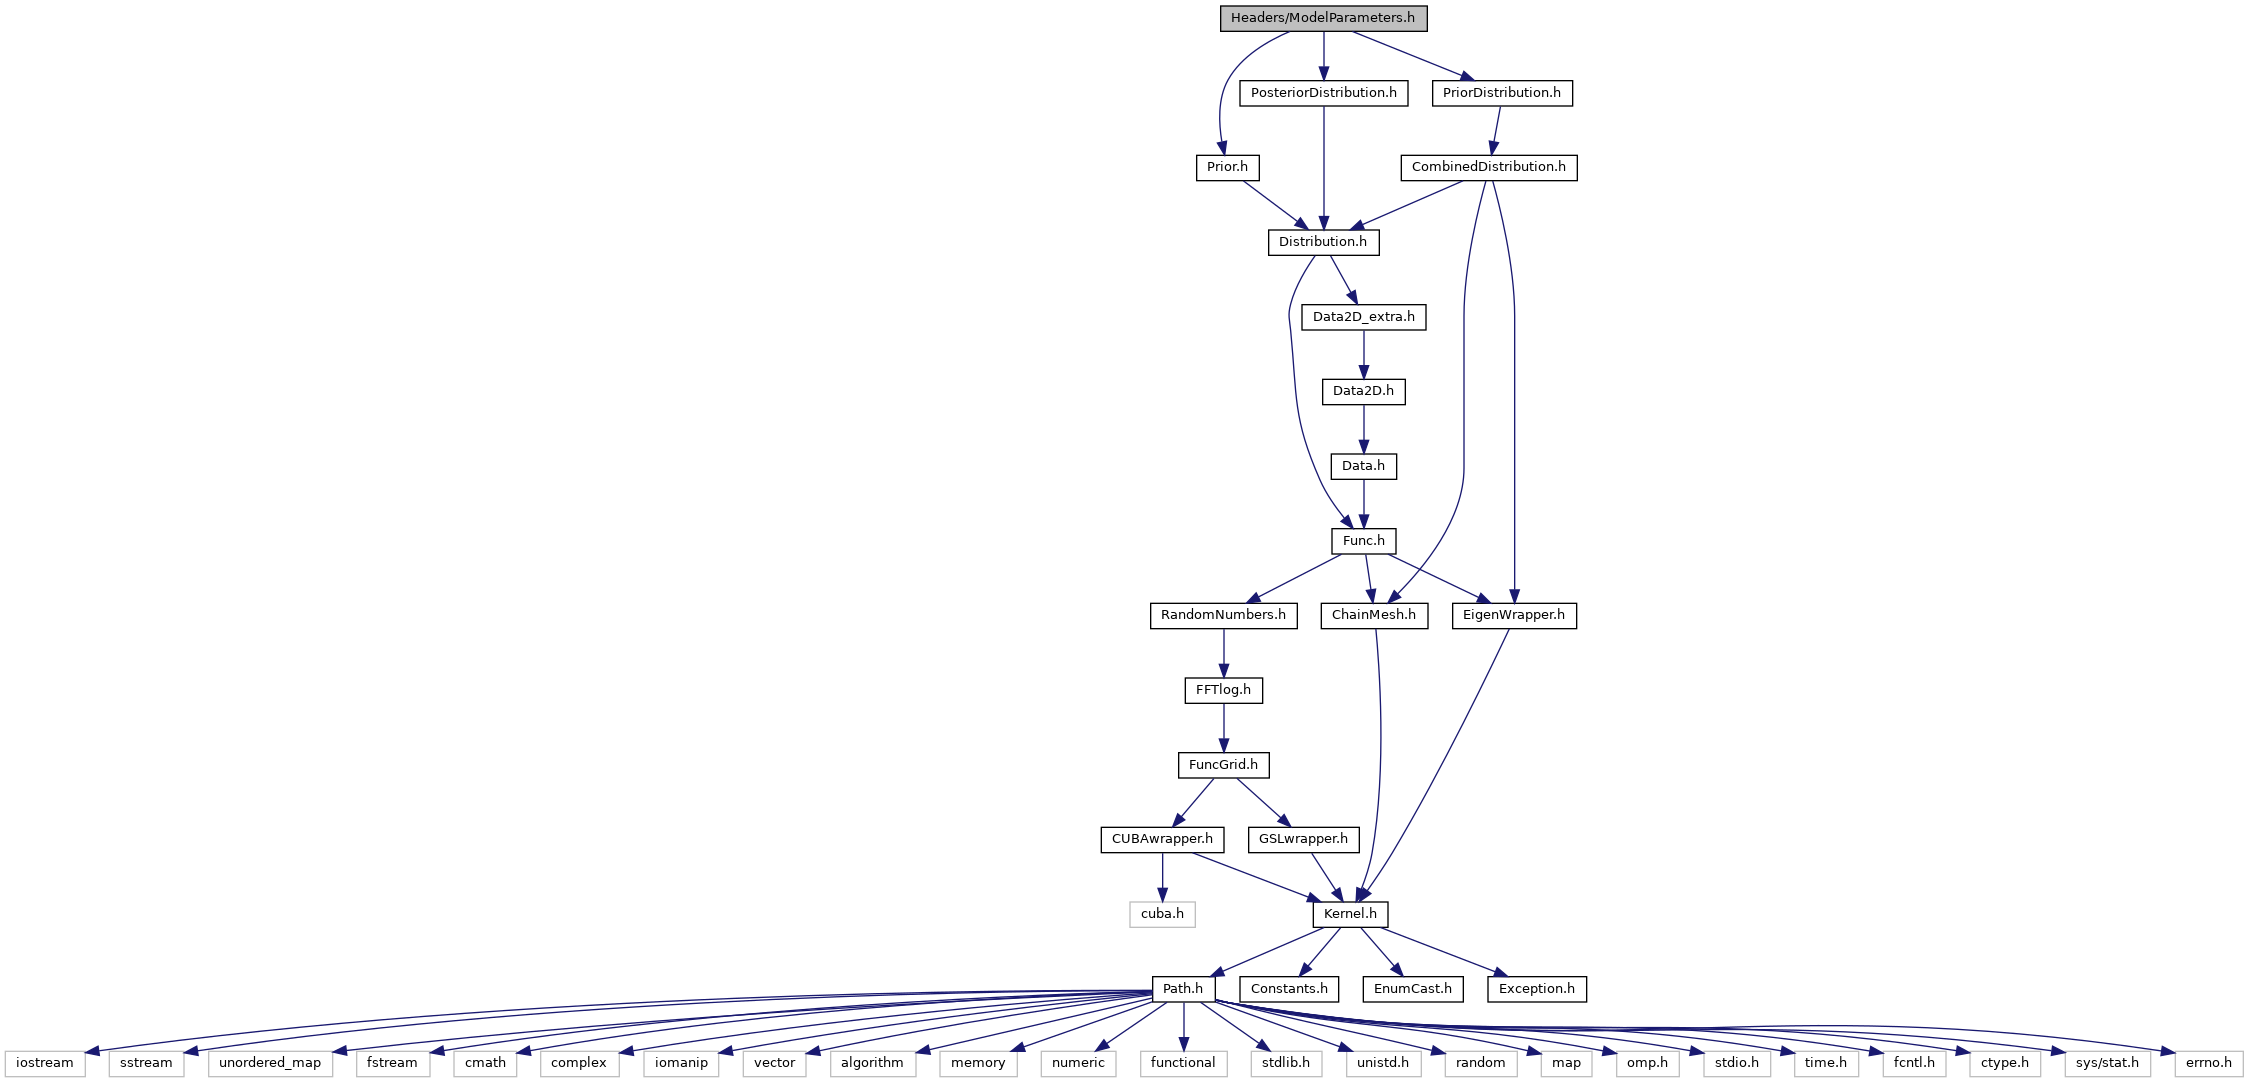 Headers/ModelParameters.h
PosteriorDistribution.h
PriorDistribution.h
Prior.h
CombinedDistribution.h
Distribution.h
Data2D_extra.h
Data2D.h
Data.h
Func.h
RandomNumbers.h
ChainMesh.h
EigenWrapper.h
FFTlog.h
FuncGrid.h
CUBAwrapper.h
GSLwrapper.h
cuba.h
Kernel.h
Path.h
Constants.h
EnumCast.h
Exception.h
iostream
sstream
unordered_map
fstream
cmath
complex
iomanip
vector
algorithm
memory
numeric
functional
stdlib.h
unistd.h
random
map
omp.h
stdio.h
time.h
fcntl.h
ctype.h
sys/stat.h
errno.h